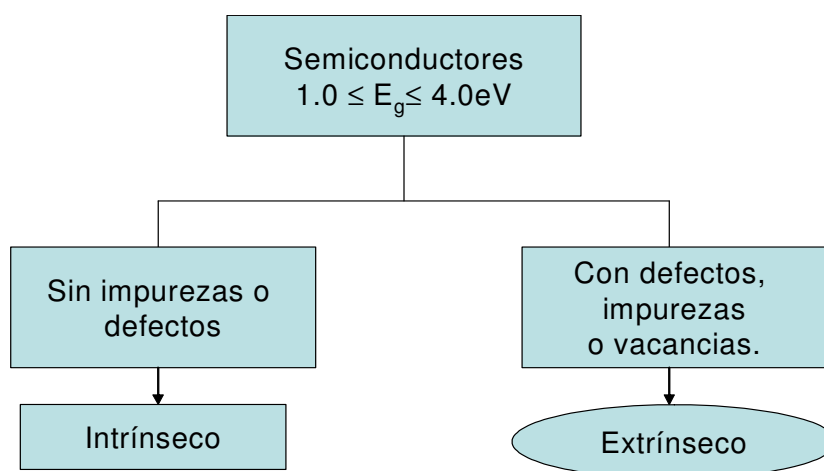 Semiconductores
1.0 ≤ Eg≤ 4.0eV
Sin impurezas o
defectos
Con defectos,
impurezas
o vacancias.
Intrínseco
Extrínseco